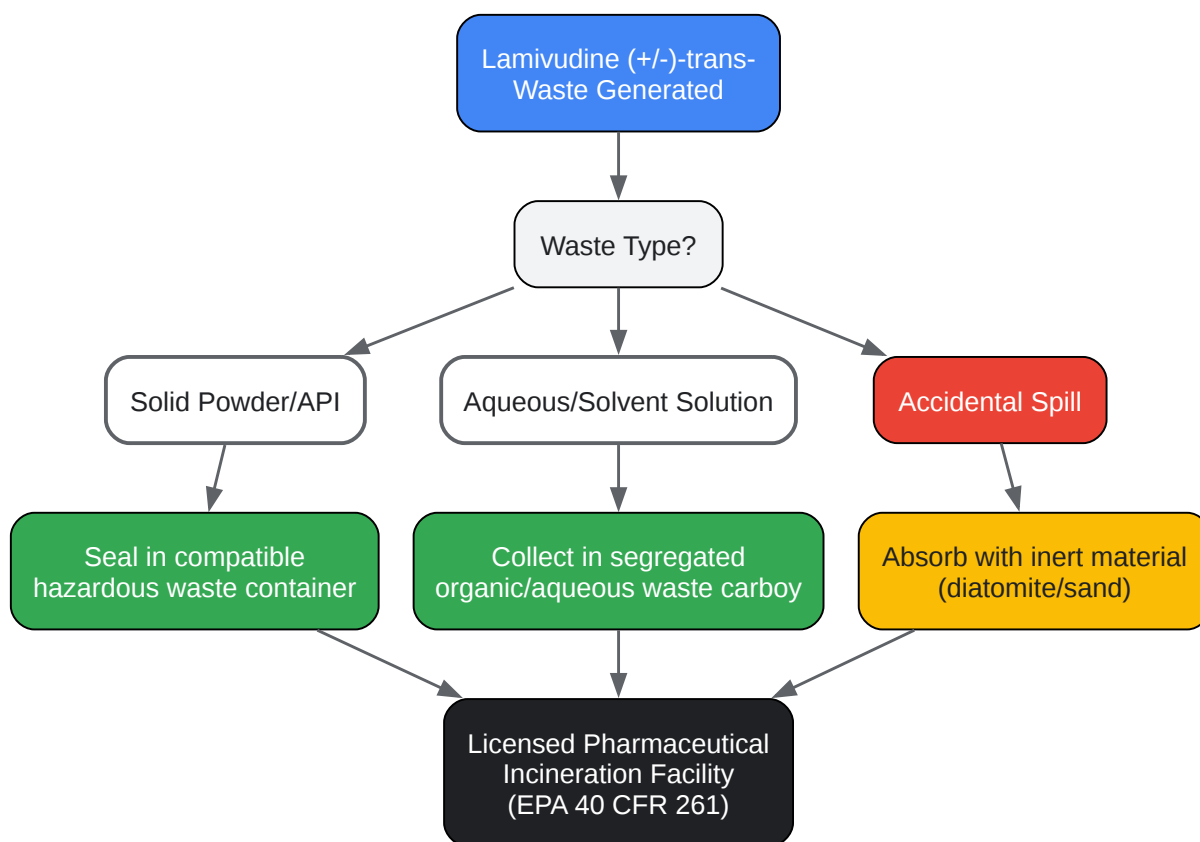 Lamivudine (+/-)-trans-
Waste Generated
Waste Type?
Solid Powder/API
Aqueous/Solvent Solution
Accidental Spill
Seal in compatible
hazardous waste container
Collect in segregated
organic/aqueous waste carboy
Absorb with inert material
(diatomite/sand)
Licensed Pharmaceutical
Incineration Facility
(EPA 40 CFR 261)